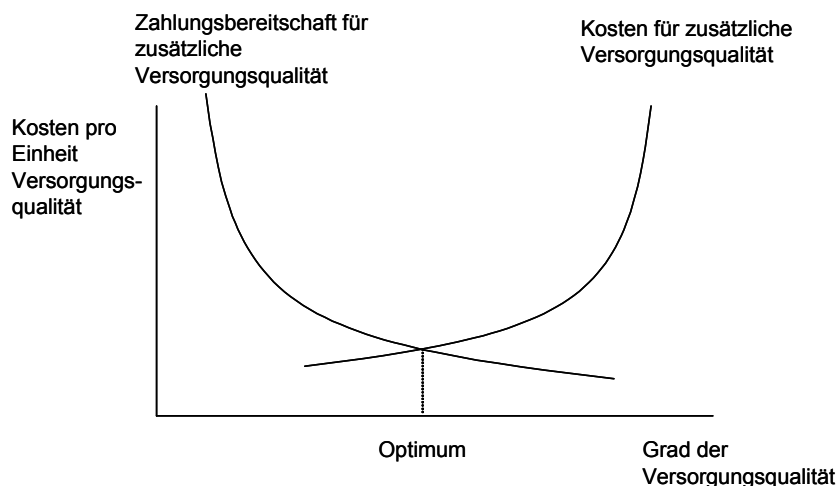 Zahlungsbereitschaft für
zusätzliche
Versorgungsqualität
Kosten für zusätzliche
Versorgungsqualität
Kosten pro
Einheit
Versorgungs-
qualität
Optimum
Grad der
Versorgungsqualität